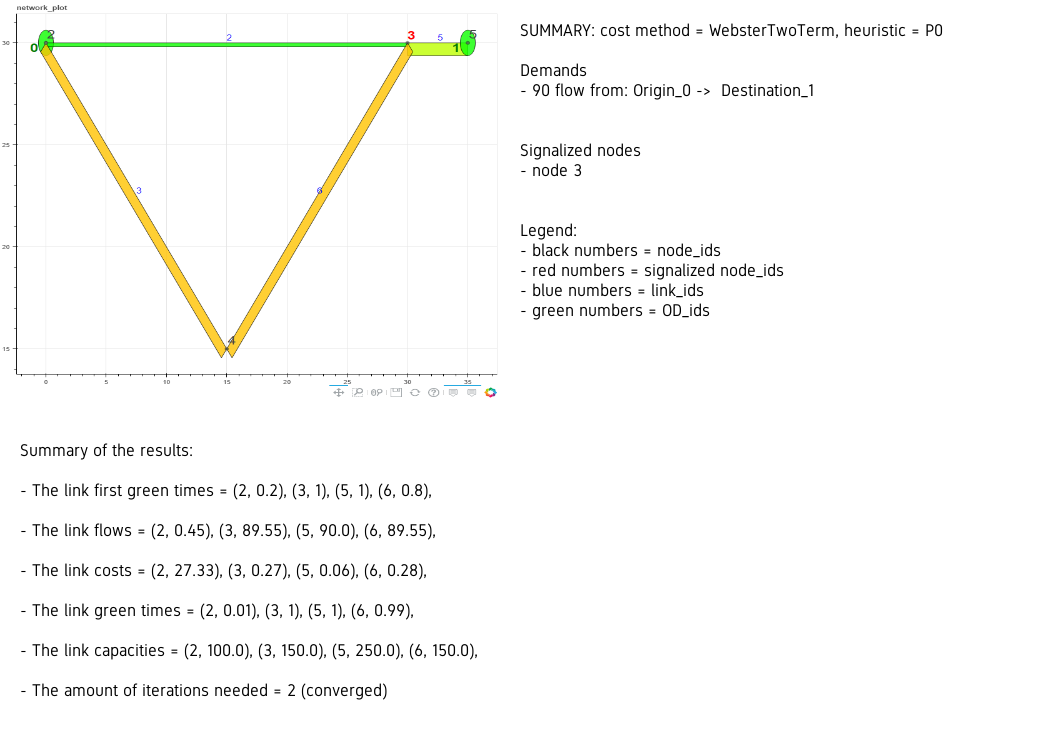 network_plot
2
0
30
25
20
15
0
5
10
15
20
25
30
35
2
3
5
5
1
3
6
4
SUMMARY: cost method = WebsterTwoTerm, heuristic = P0
Demands
- 90 flow from: Origin_0 -> Destination_1
Signalized nodes
- node 3
Legend:
- black numbers = node_ids
- red numbers = signalized node_ids
- blue numbers = link_ids
- green numbers = OD_ids
Summary of the results:
- The link first green times = (2, 0.2), (3, 1), (5, 1), (6, 0.8),
- The link flows = (2, 0.45), (3, 89.55), (5, 90.0), (6, 89.55),
- The link costs = (2, 27.33), (3, 0.27), (5, 0.06), (6, 0.28),
- The link green times = (2, 0.01), (3, 1), (5, 1), (6, 0.99),
- The link capacities = (2, 100.0), (3, 150.0), (5, 250.0), (6, 150.0),
- The amount of iterations needed = 2 (converged)